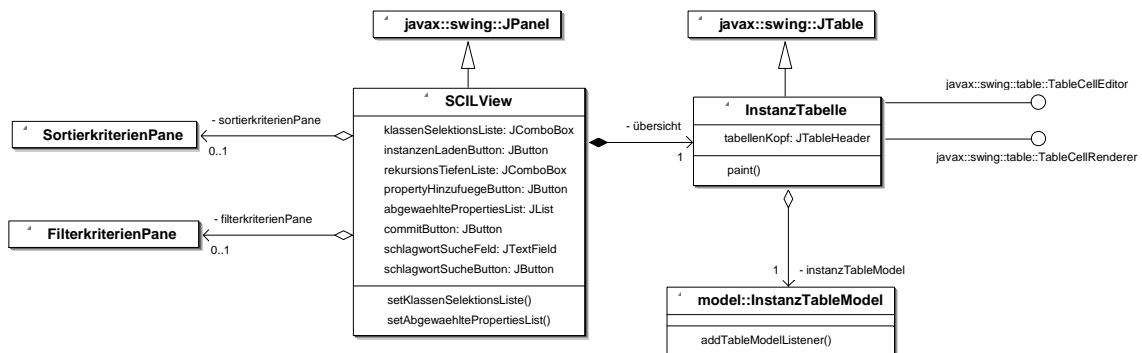 javax::swing::JPanel
javax::swing::JTable
SCILView
klassenSelektionsListe: JComboBox
instanzenLadenButton: JButton
rekursionsTiefenListe: JComboBox
propertyHinzufuegeButton: JButton
abgewaehltePropertiesList: JList
commitButton: JButton
schlagwortSucheFeld: JTextField
schlagwortSucheButton: JButton
setKlassenSelektionsListe()
setAbgewaehltePropertiesList()
SortierkriterienPane
- sortierkriterienPane
0..1
FilterkriterienPane
- filterkriterienPane
0..1
- übersicht
1
InstanzTabelle
tabellenKopf: JTableHeader
paint()
javax::swing::table::TableCellEditor
javax::swing::table::TableCellRenderer
1
- instanzTableModel
model::InstanzTableModel
addTableModelListener()